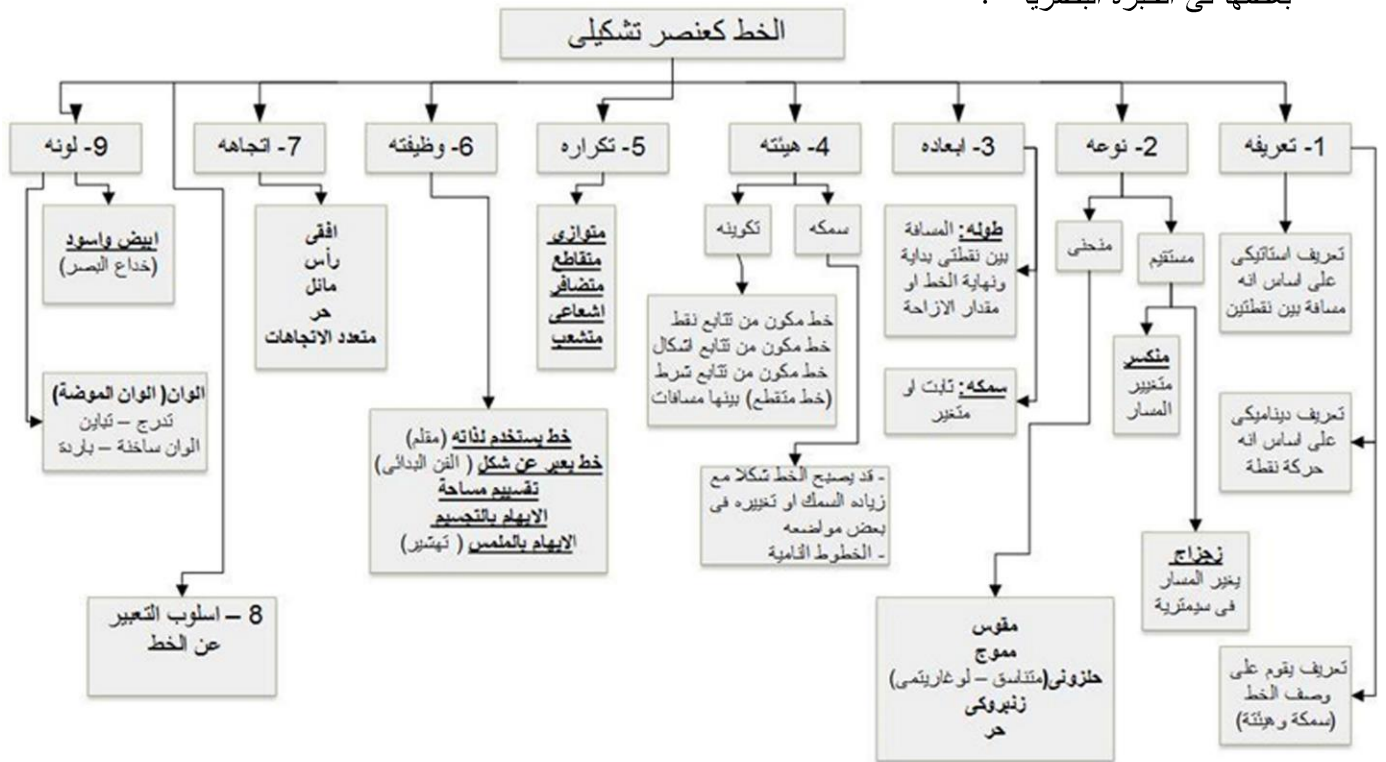 الخط كعنصر تشكيلى
1- تعريفه
2- نوعه
3- ابعاده
4- هيئته
5- تكراره
6- وظيفته
7- اتجاهه
9- لونه
تعريف استاتيكى
على اساس انه
مسافة بين نقطتين
تعريف ديناميكى
على اساس انه
حركة نقطة
تعريف يقوم على
وصف الخط
(سمكة وهيئتة)
مستقيم
منحنى
منكسر
متغيير
المسار
زجزاج
يغير المسار
فى سيمترية
مقوس
مموج
حلزونى(متناسق – لوغاريتمى)
زنبروكى
حر
طوله: المسافة
بين نقطتى بداية
ونهاية الخط او
مقدار الازاحة
سمكه: ثابت او
متغير
سمكه
تكوينه
خط مكون من تتابع نقط
خط مكون من تتابع اشكال
خط مكون من تتابع شرط
(خط متقطع) بينها مسافات
- قد يصبح الخط شكلا مع
زياده السمك او تغييره فى
بعض مواضعه
- الخطوط النامية
متوازى
متقاطع
متضافر
اشعاعى
متشعب
خط يستخدم لذاته (مقلم)
خط يعبر عن شكل ( الفن البدائى)
تقسييم مساحة
الايهام بالتجسيم
الايهام بالملمس ( تهشير)
افقى
رأس
مائل
حر
متعدد الاتجاهات
8 – اسلوب التعبير
عن الخط
ابيض واسود
(خداع البصر)
الوان( الوان الموضة)
تدرج – تباين
الوان ساخنة – باردة